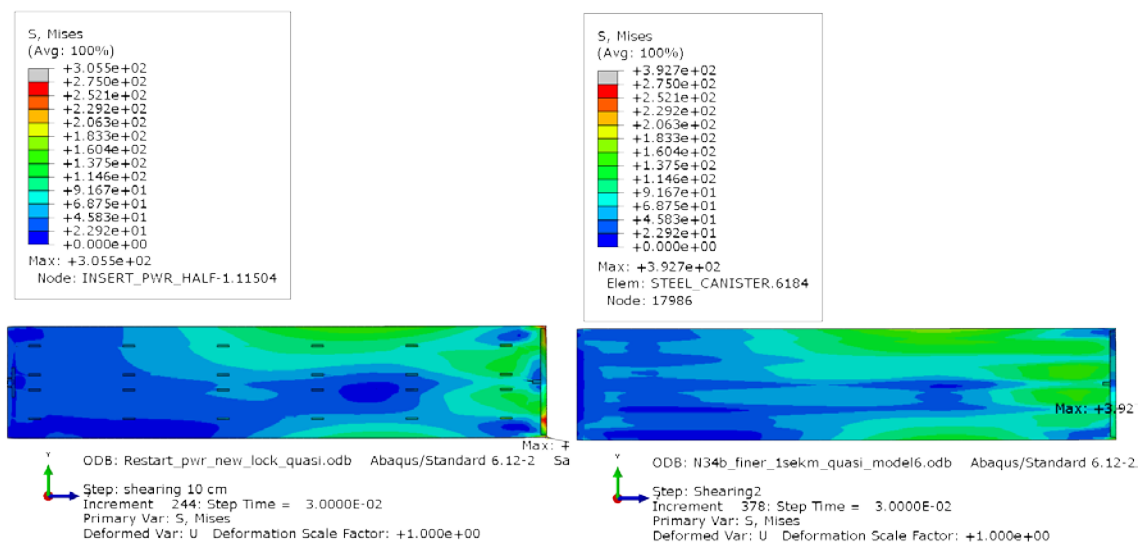 S, Mises
(Avg: 100%)
+3.055e+02
+2.750e+02
+2.521e+02
+2.292e+02
+2.063e+02
+1.833e+02
+1.604e+02
+1.375e+02
+1.146e+02
+9.167e+01
+6.875e+01
+4.583e+01
+2.292e+01
+0.000e+00
Max: +3.055e+02
Node: INSERT_PWR_HALF-1.11504
Max: +
Y
ODB: Restart_pwr_new_lock_quasi.odb Abaqus/Standard 6.12-2 Sa
Step: shearing 10 cm
Increment 244: Step Time = 3.0000E-02
Primary Var: S, Mises
Deformed Var: U Deformation Scale Factor: +1.000e+00
S, Mises
(Avg: 100%)
+3.927e+02
+2.750e+02
+2.521e+02
+2.292e+02
+2.063e+02
+1.833e+02
+1.604e+02
+1.375e+02
+1.146e+02
+9.167e+01
+6.875e+01
+4.583e+01
+2.292e+01
+0.000e+00
Max: +3.927e+02
Elem: STEEL_CANISTER.6184
Node: 17986
Max: +3.92
Y
ODB: N34b_finer_1sekm_quasi_model6.odb Abaqus/Standard 6.12-2
Step: Shearing2
Increment 378: Step Time = 3.0000E-02
Primary Var: S, Mises
Deformed Var: U Deformation Scale Factor: +1.000e+00